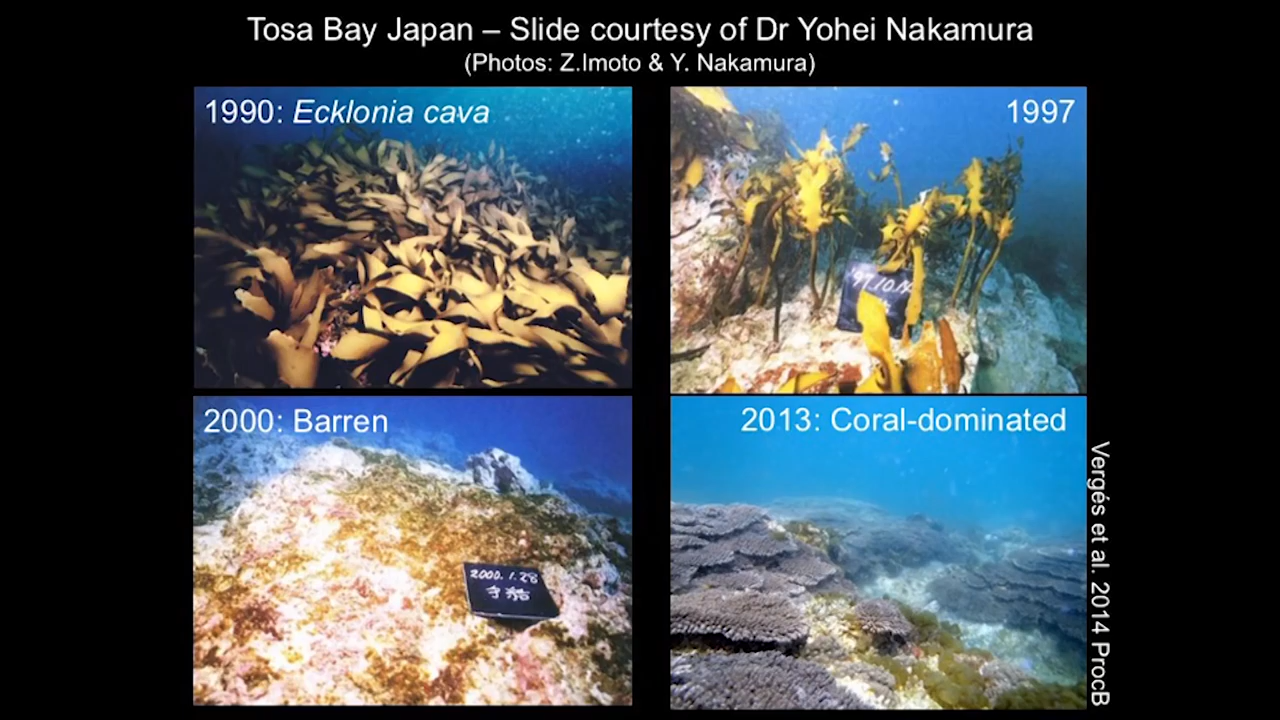 Tosa Bay Japan – Slide courtesy of Dr Yohei Nakamura
(Photos: Z.Imoto & Y. Nakamura)
1990: Ecklonia cava
1997
'97.10.14
2000: Barren
2000.1.28
2013: Coral-dominated
Vergés et al. 2014 ProcB